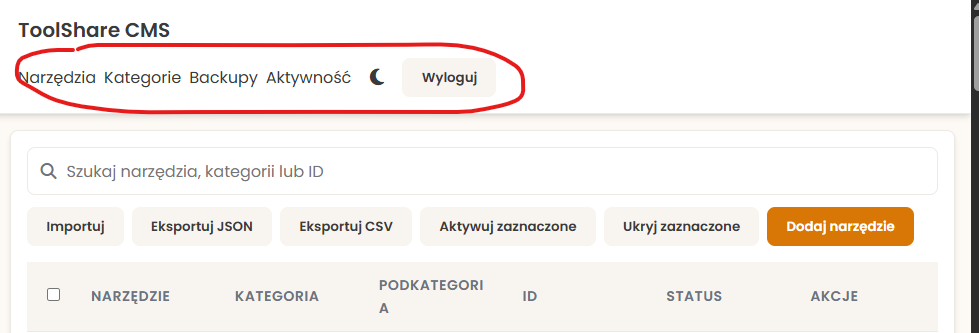 ToolShare CMS
Narzędzia Kategorie Backupy Aktywność Wyloguj
Szukaj narzędzia, kategorii lub ID
Importuj Eksportuj JSON Eksportuj CSV Aktywuj zaznaczone Ukryj zaznaczone Dodaj narzędzie
NARZĘDZIE KATEGORIA PODKATEGORI ID STATUS AKCJE
A